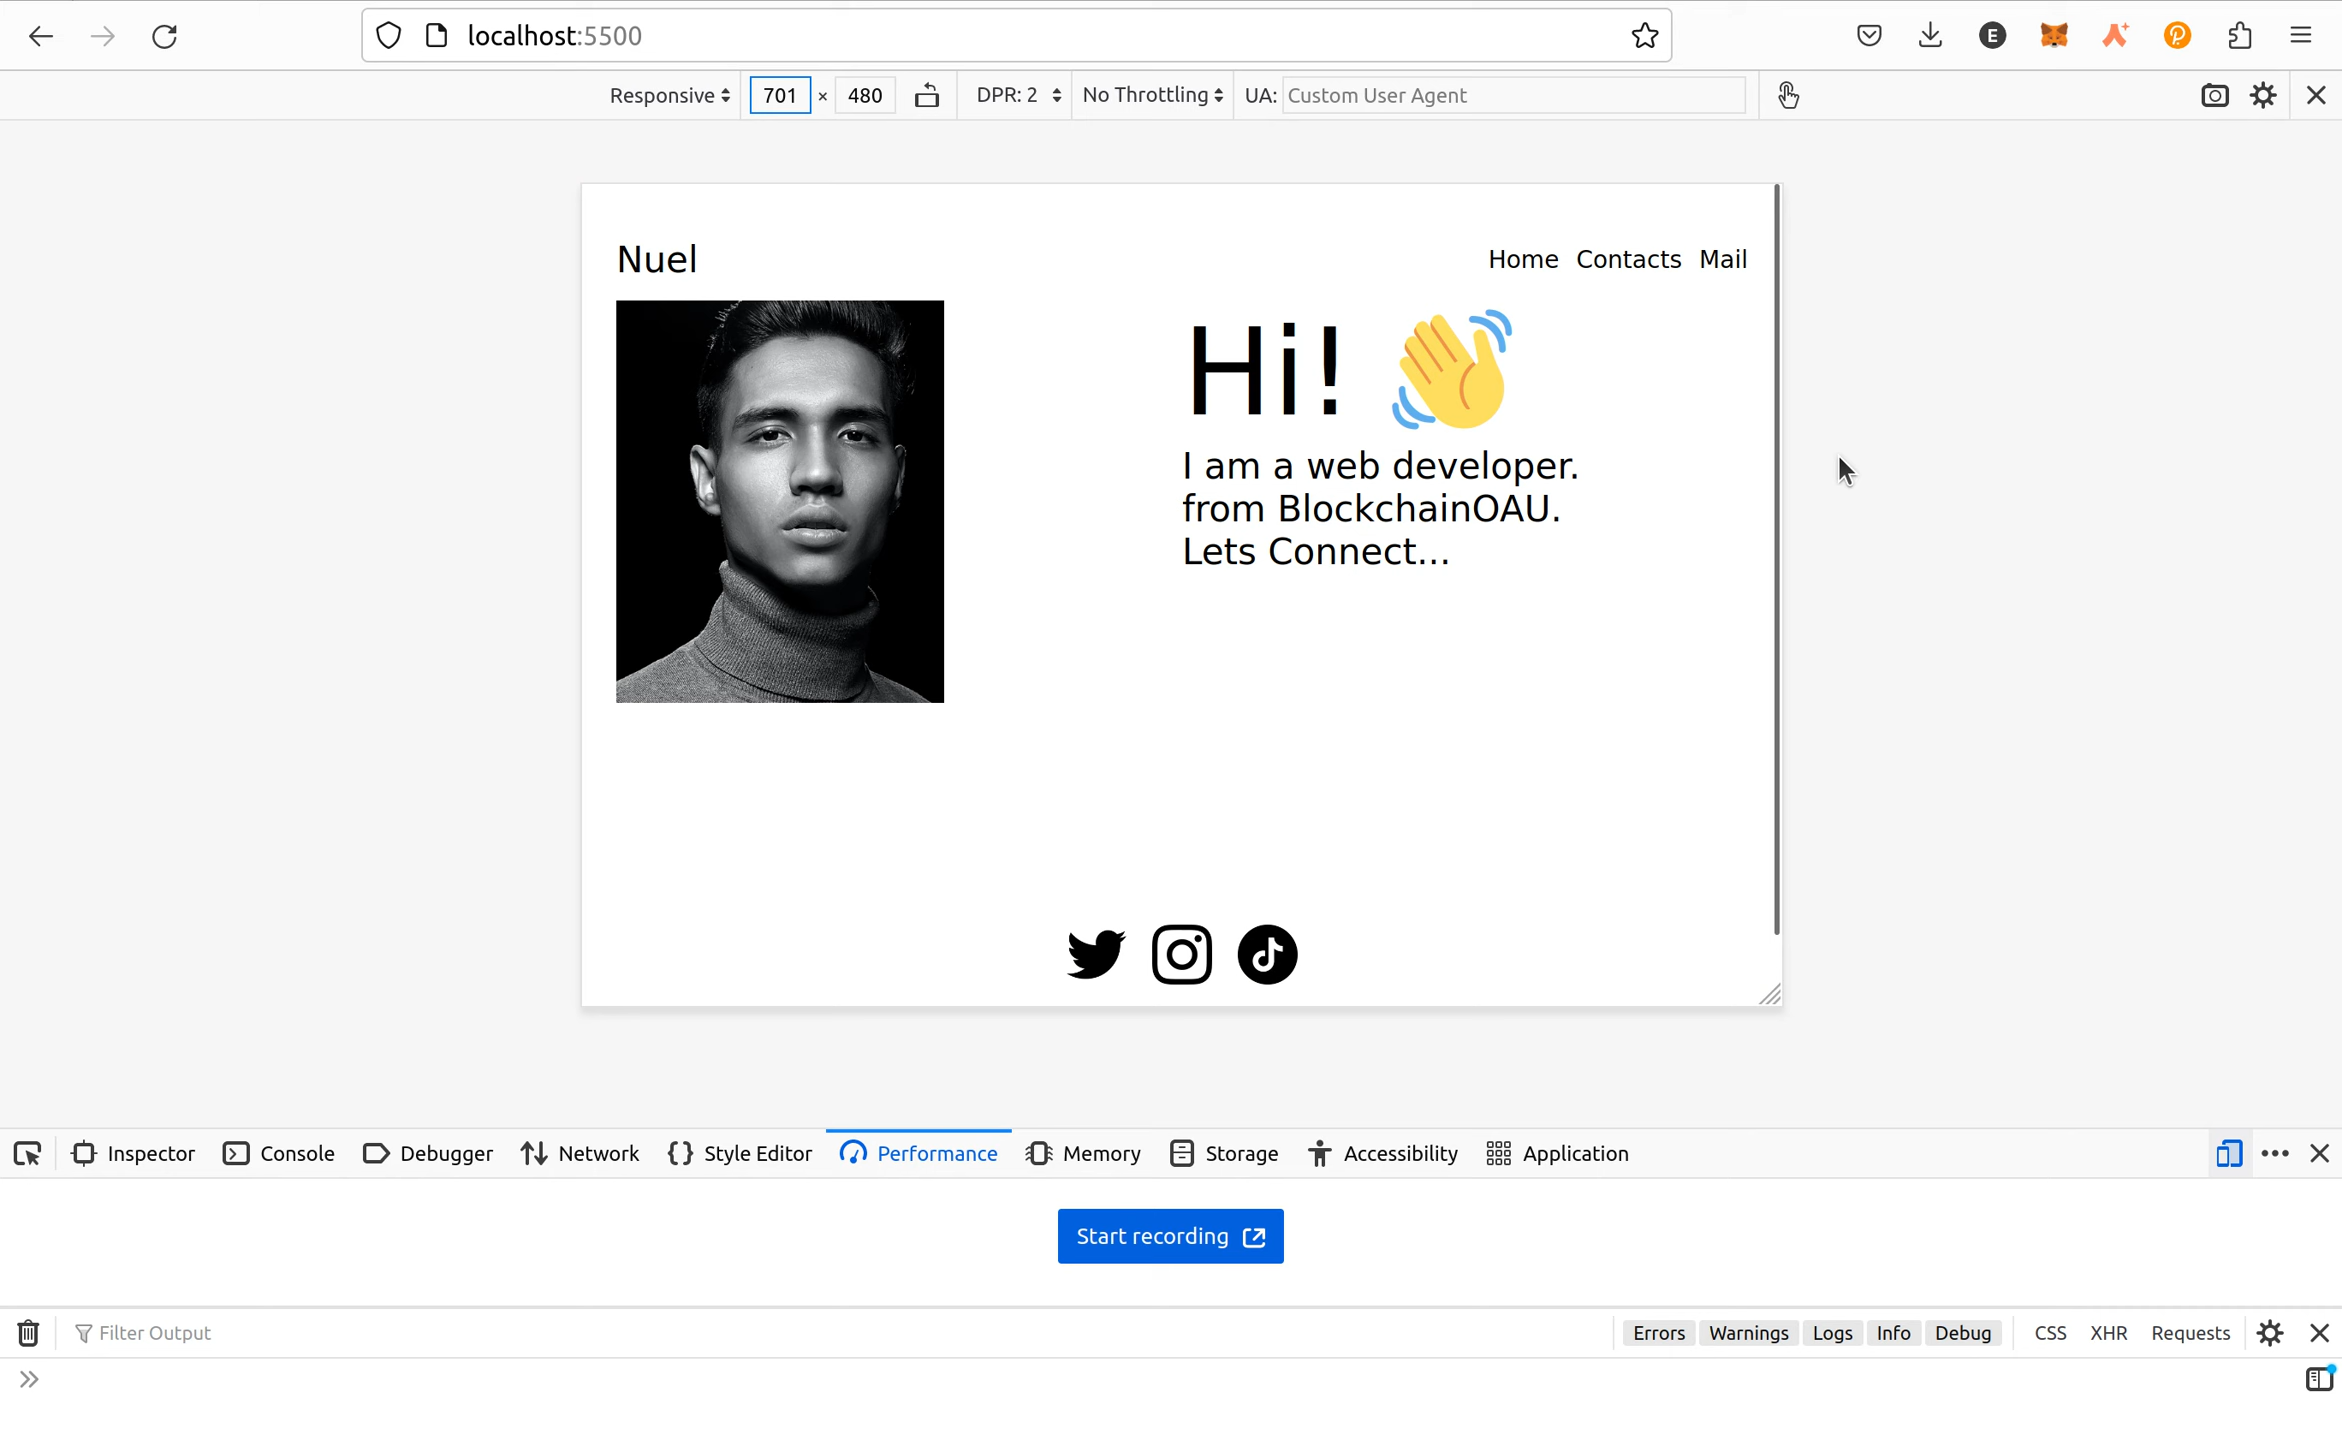 localhost:5500
Responsive 701 × 480 DPR: 2 No Throttling UA: Custom User Agent
Nuel
Home Contacts Mail
Hi! 👋
I am a web developer.
from BlockchainOAU.
Lets Connect...
Inspector Console Debugger Network Style Editor Performance Memory Storage Accessibility Application
Start recording
Filter Output Errors Warnings Logs Info Debug CSS XHR Requests